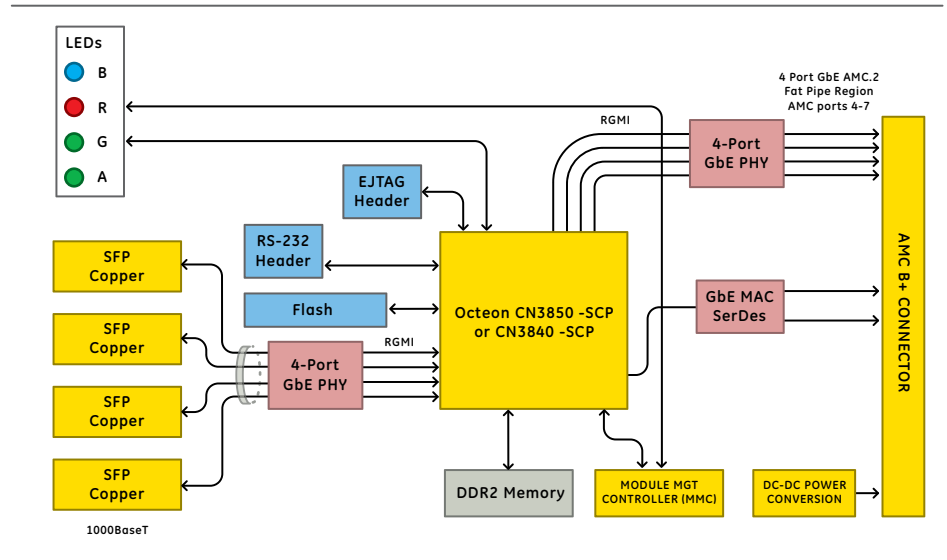 LEDs
B
R
G
A
4 Port GbE AMC.2
Fat Pipe Region
AMC ports 4-7
RGMI
4-Port
GbE PHY
EJTAG
Header
RS-232
Header
Flash
SFP
Copper
SFP
Copper
SFP
Copper
SFP
Copper
1000BaseT
4-Port
GbE PHY
RGMI
Octeon CN3850 -SCP
or CN3840 -SCP
GbE MAC
SerDes
AMC B+ CONNECTOR
DDR2 Memory
MODULE MGT
CONTROLLER (MMC)
DC-DC POWER
CONVERSION